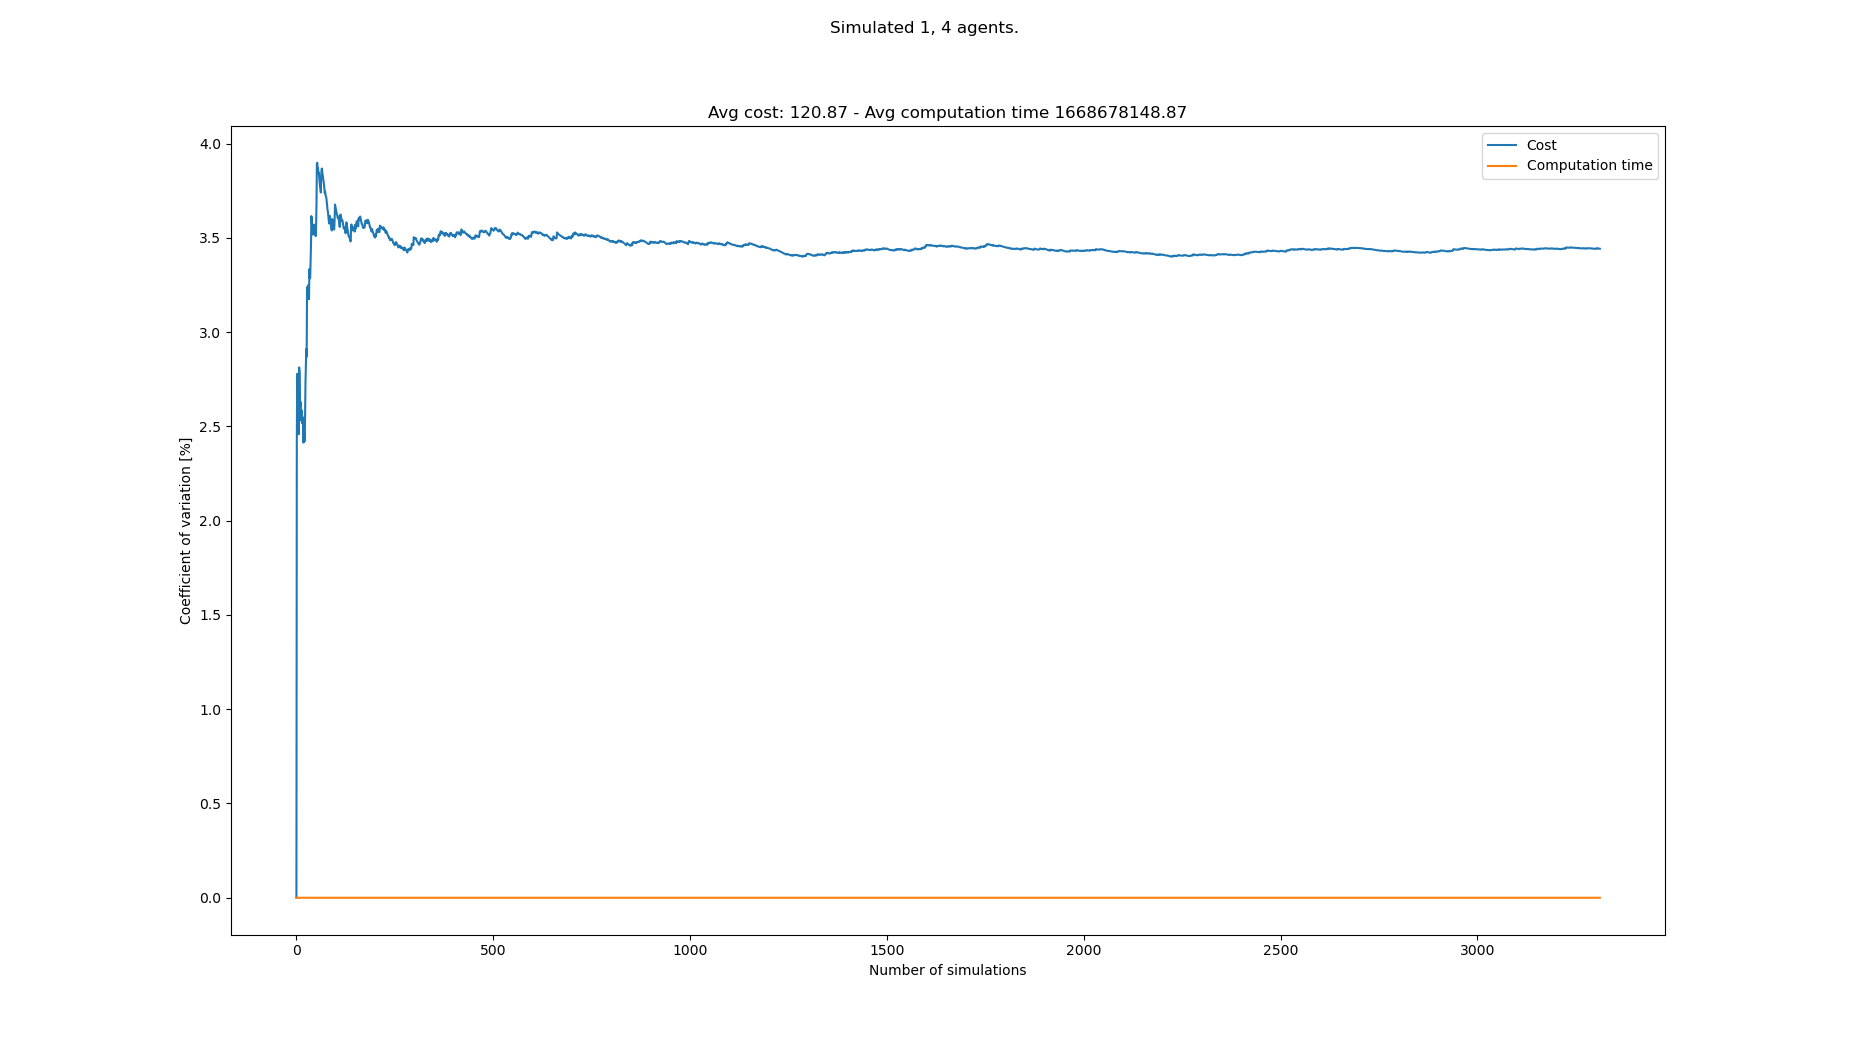 Simulated 1, 4 agents.
Avg cost: 120.87 - Avg computation time 1668678148.87
Cost
Computation time
4.0
3.5
3.0
2.5
2.0
1.5
1.0
0.5
0.0
Coefficient of variation [%]
0 500 1000 1500 2000 2500 3000
Number of simulations